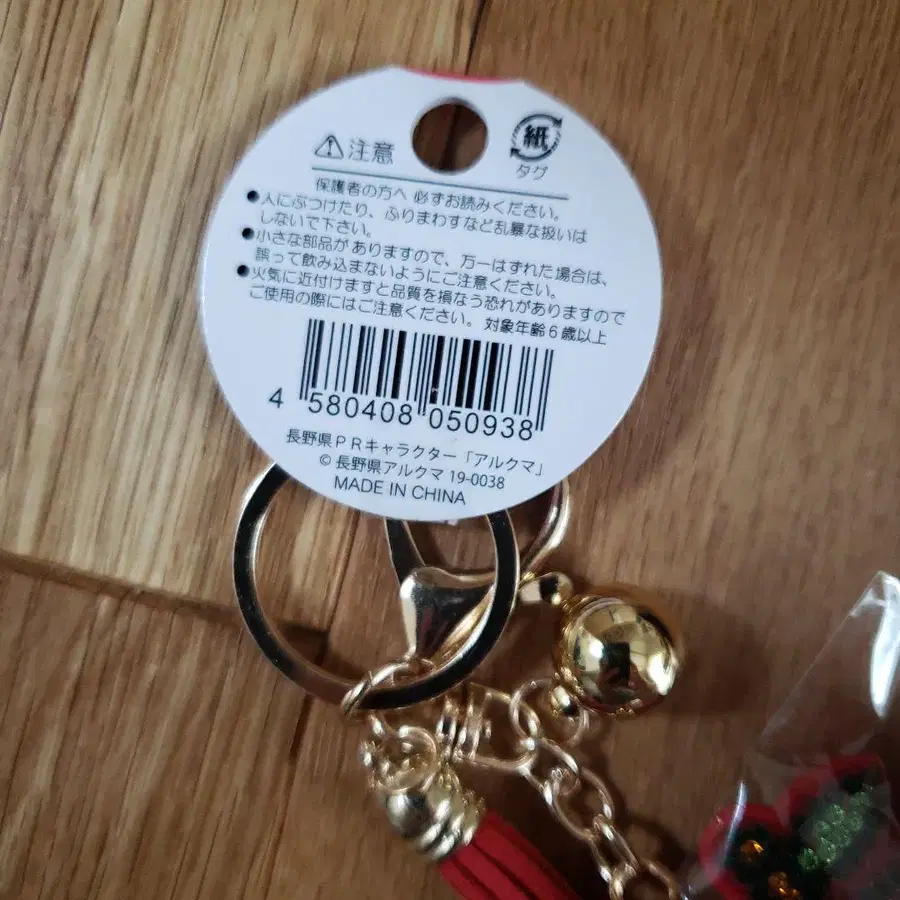 紙
タグ
⚠注意
保護者の方へ 必ずお読みください。
●人にぶつけたり、ふりまわすなど乱暴な扱いは
しないで下さい。
●小さな部品がありますので、万一はずれた場合は、
誤って飲み込まないようにご注意ください。
●火気に近付けますと品質を損なう恐れがありますので
ご使用の際にはご注意ください。 対象年齢6歳以上
4 580408 050938
長野県PRキャラクター「アルクマ」
© 長野県アルクマ 19-0038
MADE IN CHINA